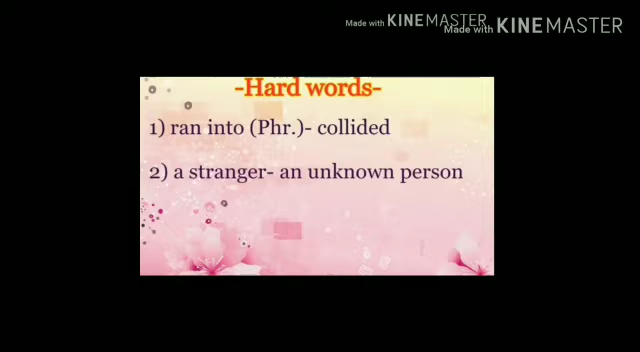 Made with KINEMASTER
Made with KINEMASTER
-Hard words-
1) ran into (Phr.)- collided
2) a stranger- an unknown person